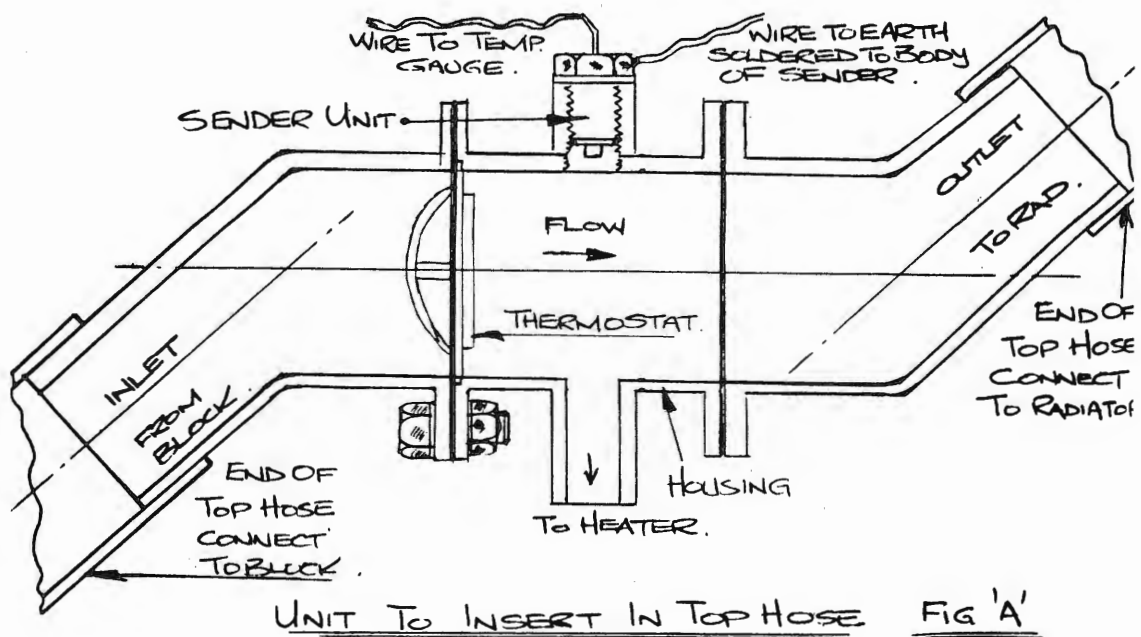 WIRE TO TEMP.
GAUGE.
WIRE TO EARTH
SOLDERED TO BODY
OF SENDER.
SENDER UNIT
FLOW
THERMOSTAT.
INLET
FROM
BLOCK.
OUTLET
TO RAD.
END OF
TOP HOSE
CONNECT
TO RADIATOR
END OF
TOP HOSE
CONNECT
TO BLOCK.
HOUSING
TO HEATER.
UNIT TO INSERT IN TOP HOSE FIG 'A'